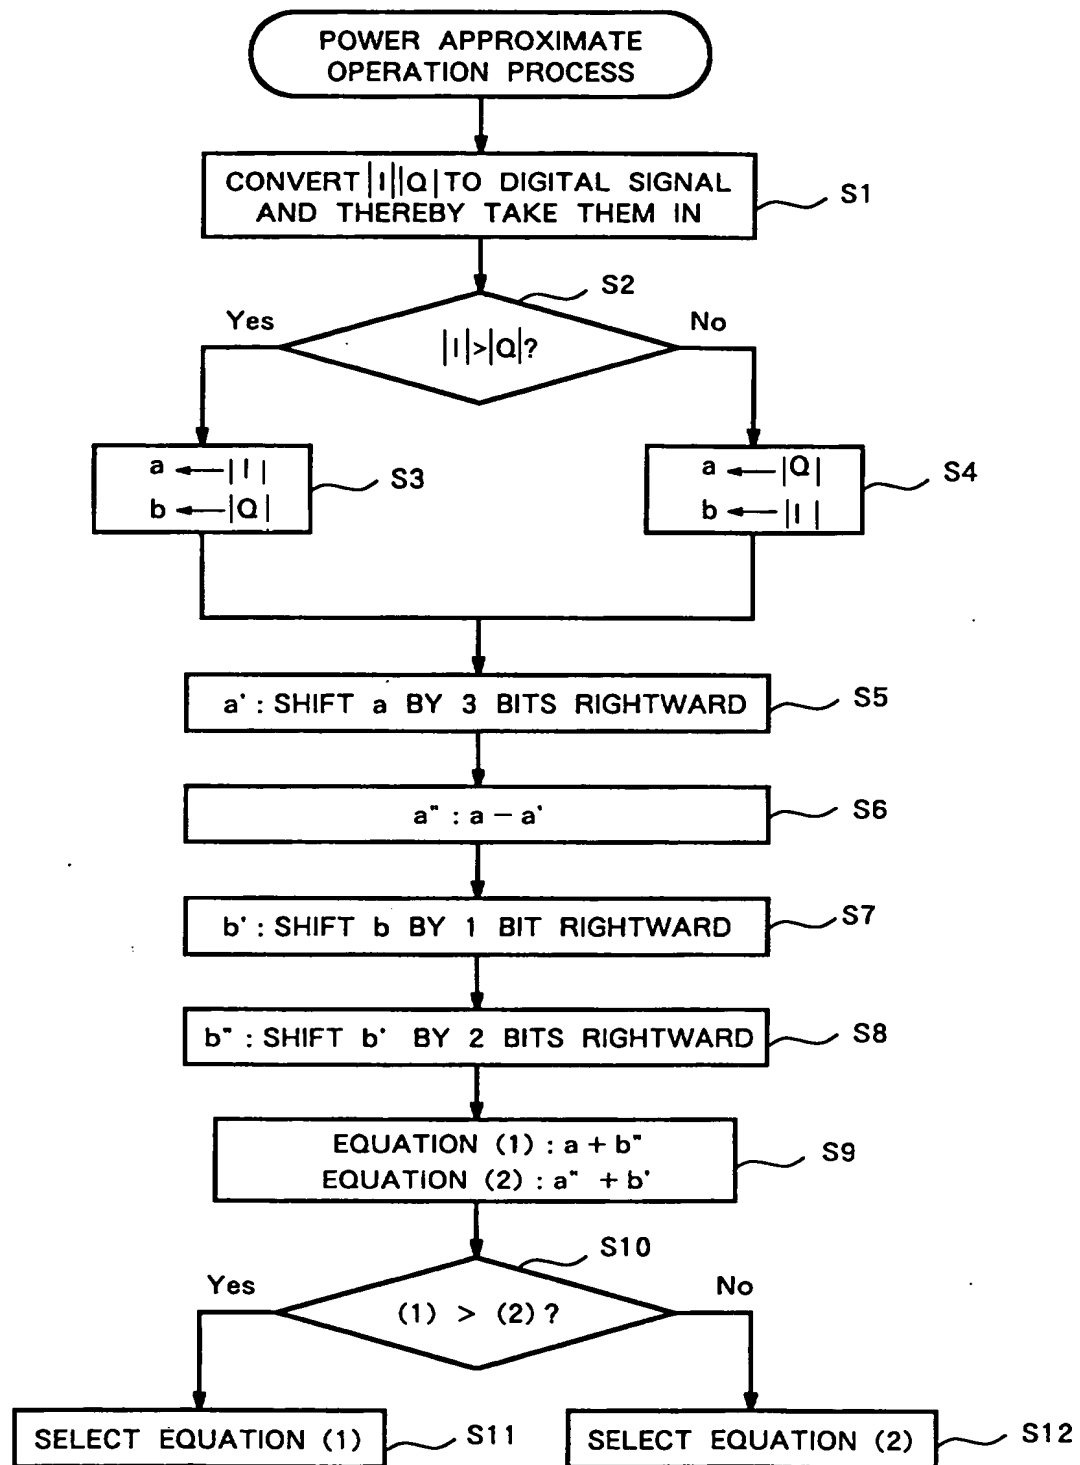 POWER APPROXIMATE
OPERATION PROCESS
CONVERT |I||Q| TO DIGITAL SIGNAL
AND THEREBY TAKE THEM IN
S1
S2
Yes
No
|I|>|Q|?
a ← |I|
b ← |Q|
S3
a ← |Q|
b ← |I|
S4
a' : SHIFT a BY 3 BITS RIGHTWARD
S5
a" : a − a'
S6
b' : SHIFT b BY 1 BIT RIGHTWARD
S7
b" : SHIFT b' BY 2 BITS RIGHTWARD
S8
EQUATION (1) : a + b"
EQUATION (2) : a" + b'
S9
S10
Yes
No
(1) > (2) ?
SELECT EQUATION (1)
S11
SELECT EQUATION (2)
S12